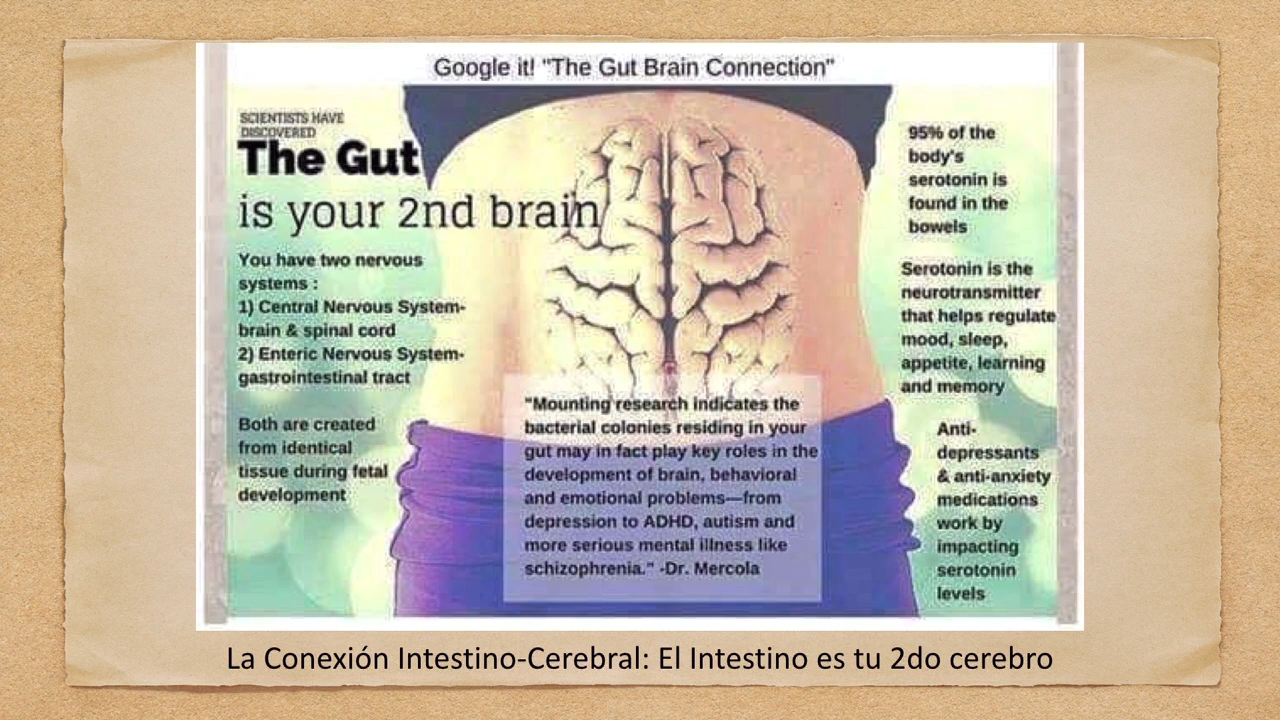 Google it! "The Gut Brain Connection"
SCIENTISTS HAVE
DISCOVERED
The Gut
is your 2nd brain
You have two nervous
systems :
1) Central Nervous System-
brain & spinal cord
2) Enteric Nervous System-
gastrointestinal tract
Both are created
from identical
tissue during fetal
development
"Mounting research indicates the
bacterial colonies residing in your
gut may in fact play key roles in the
development of brain, behavioral
and emotional problems—from
depression to ADHD, autism and
more serious mental illness like
schizophrenia." -Dr. Mercola
95% of the
body's
serotonin is
found in the
bowels
Serotonin is the
neurotransmitter
that helps regulate
mood, sleep,
appetite, learning
and memory
Anti-
depressants
& anti-anxiety
medications
work by
impacting
serotonin
levels
La Conexión Intestino-Cerebral: El Intestino es tu 2do cerebro